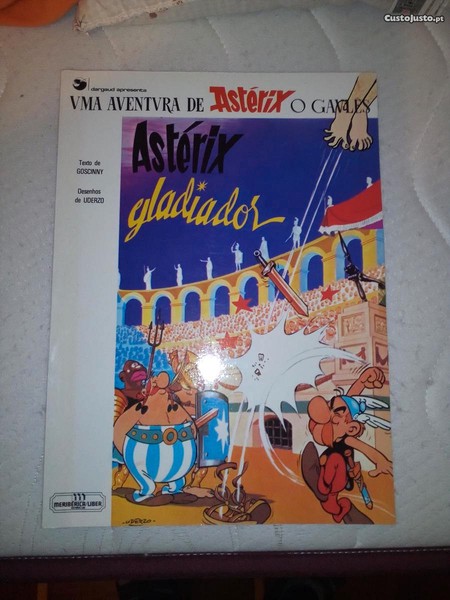 CustoJusto.pt
dargaud apresenta
VMA AVENTVRA DE Astérix O GAVLES
Astérix
gladiador
Texto de
GOSCINNY
Desenhos
de UDERZO
MERIBÉRICA/LIBER
-UDERZO-